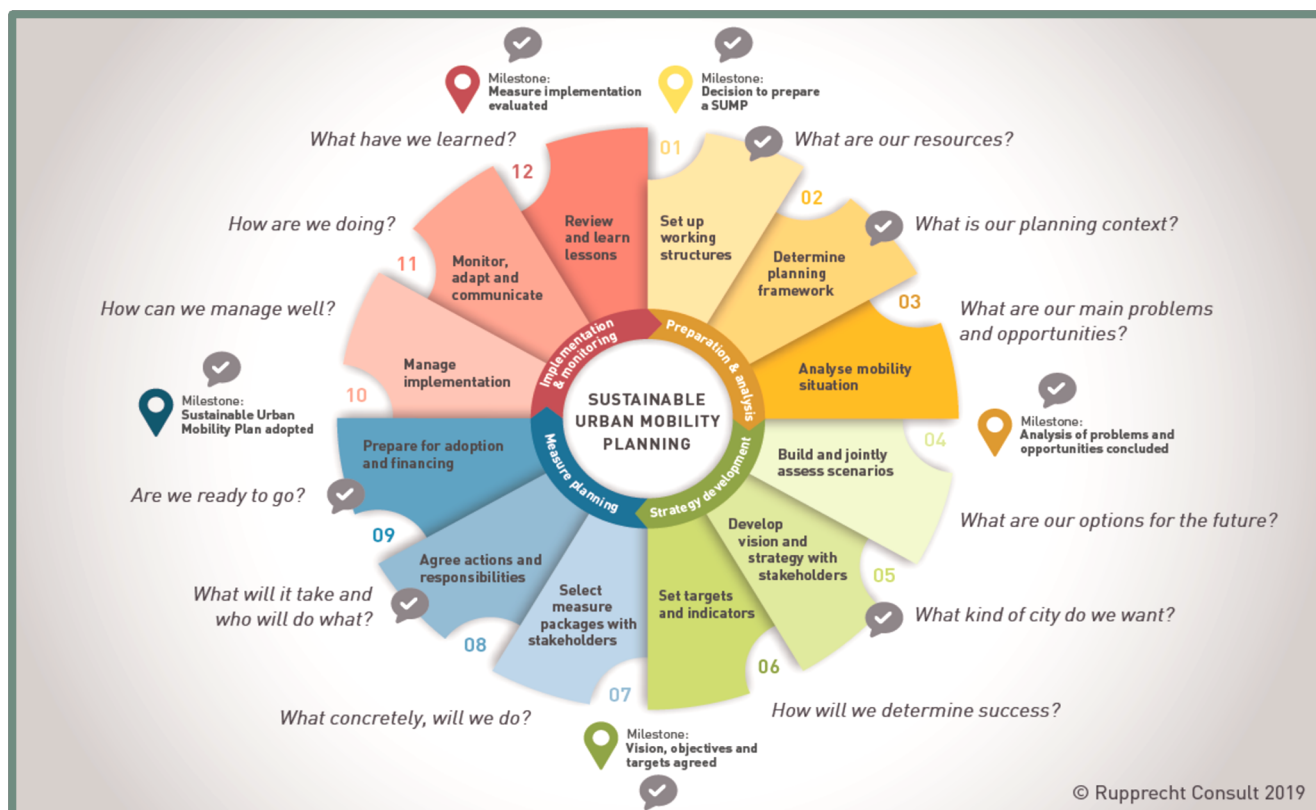 Milestone:
Measure implementation
evaluated
Milestone:
Decision to prepare
a SUMP
What have we learned?
What are our resources?
How are we doing?
What is our planning context?
How can we manage well?
What are our main problems
and opportunities?
Milestone:
Sustainable Urban
Mobility Plan adopted
Milestone:
Analysis of problems and
opportunities concluded
Are we ready to go?
What are our options for the future?
What will it take and
who will do what?
What kind of city do we want?
What concretely, will we do?
How will we determine success?
Milestone:
Vision, objectives and
targets agreed
01
Set up
working
structures
02
Determine
planning
framework
03
Analyse mobility
situation
04
Build and jointly
assess scenarios
05
Develop
vision and
strategy with
stakeholders
06
Set targets
and indicators
07
Select
measure
packages with
stakeholders
08
Agree actions and
responsibilities
09
Prepare for adoption
and financing
10
Manage
implementation
11
Monitor,
adapt and
communicate
12
Review
and learn
lessons
Preparation & analysis
Strategy development
Measure planning
Implementation
& monitoring
SUSTAINABLE
URBAN MOBILITY
PLANNING
© Rupprecht Consult 2019